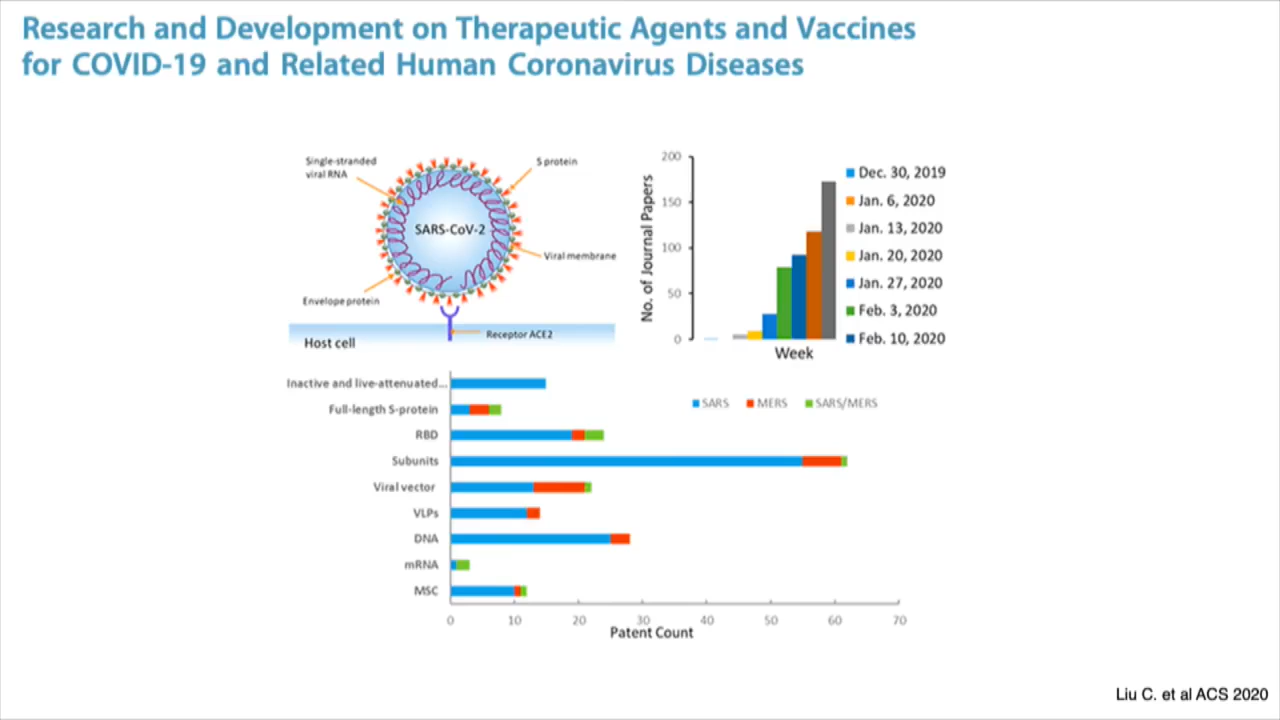 Research and Development on Therapeutic Agents and Vaccines
for COVID-19 and Related Human Coronavirus Diseases
Single-stranded
viral RNA
S protein
SARS-CoV-2
Viral membrane
Envelope protein
Receptor ACE2
Host cell
No. of Journal Papers
200
150
100
50
0
Week
Dec. 30, 2019
Jan. 6, 2020
Jan. 13, 2020
Jan. 20, 2020
Jan. 27, 2020
Feb. 3, 2020
Feb. 10, 2020
Inactive and live-attenuated...
Full-length S-protein
RBD
Subunits
Viral vector
VLPs
DNA
mRNA
MSC
SARS MERS SARS/MERS
0 10 20 30 40 50 60 70
Patent Count
Liu C. et al ACS 2020